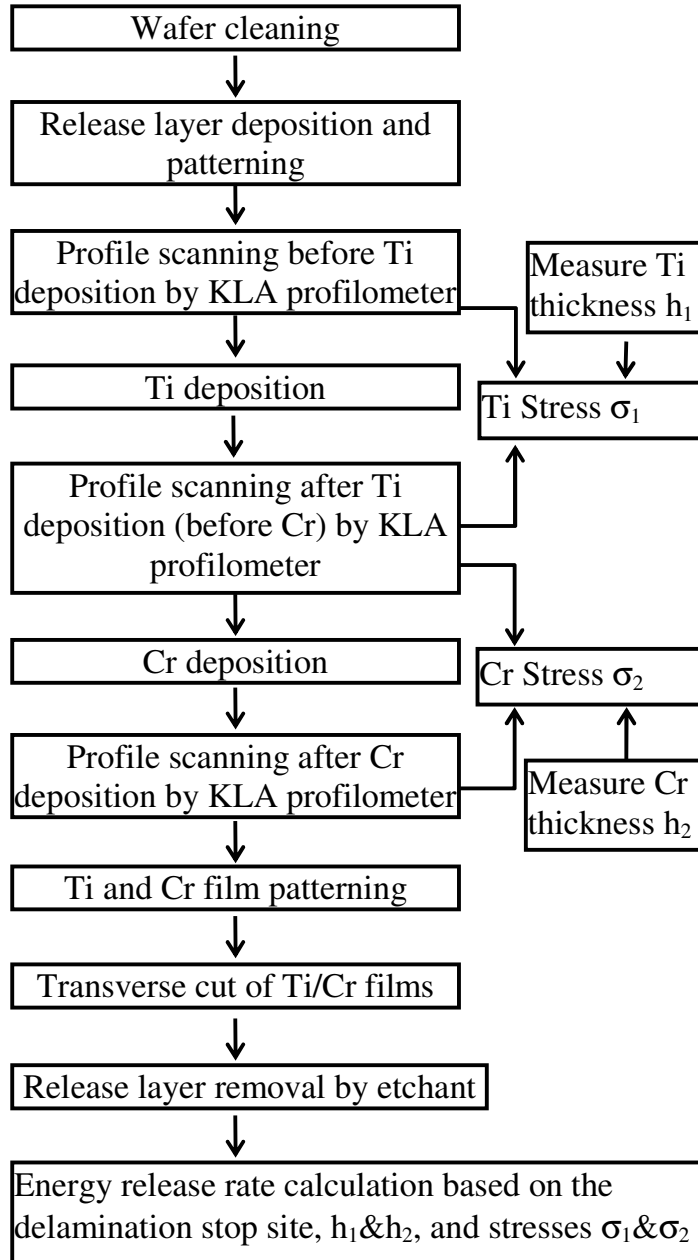 Wafer cleaning
Release layer deposition and
patterning
Profile scanning before Ti
deposition by KLA profilometer
Measure Ti
thickness h₁
Ti deposition
Ti Stress σ₁
Profile scanning after Ti
deposition (before Cr) by KLA
profilometer
Cr deposition
Cr Stress σ₂
Profile scanning after Cr
deposition by KLA profilometer
Measure Cr
thickness h₂
Ti and Cr film patterning
Transverse cut of Ti/Cr films
Release layer removal by etchant
Energy release rate calculation based on the
delamination stop site, h₁&h₂, and stresses σ₁&σ₂